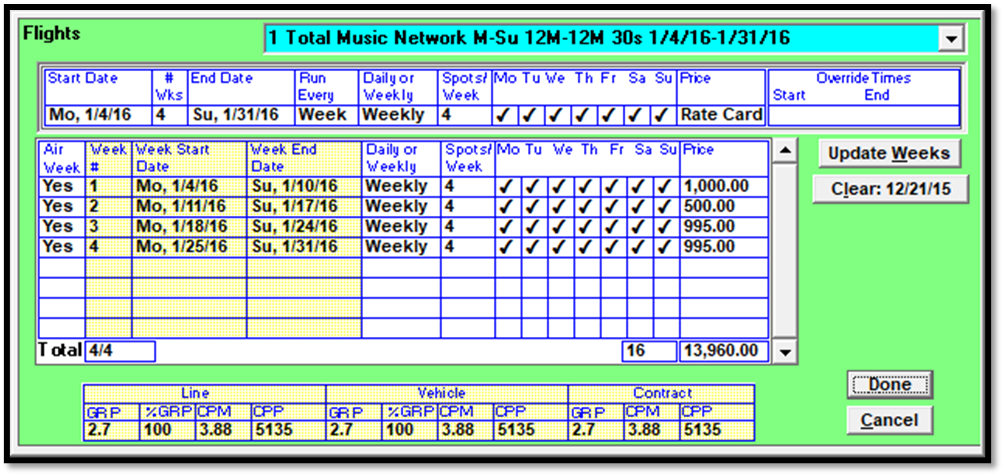 Flights
1 Total Music Network M-Su 12M-12M 30s 1/4/16-1/31/16
Start Date # Wks End Date Run Every Daily or Weekly Spots/ Week Mo Tu We Th Fr Sa Su Price Override Times Start End
Mo, 1/4/16 4 Su, 1/31/16 Week Weekly 4 ✓ ✓ ✓ ✓ ✓ ✓ ✓ Rate Card
Air Week Week # Week Start Date Week End Date Daily or Weekly Spots/ Week Mo Tu We Th Fr Sa Su Price
Yes 1 Mo, 1/4/16 Su, 1/10/16 Weekly 4 ✓ ✓ ✓ ✓ ✓ ✓ ✓ 1,000.00
Yes 2 Mo, 1/11/16 Su, 1/17/16 Weekly 4 ✓ ✓ ✓ ✓ ✓ ✓ ✓ 500.00
Yes 3 Mo, 1/18/16 Su, 1/24/16 Weekly 4 ✓ ✓ ✓ ✓ ✓ ✓ ✓ 995.00
Yes 4 Mo, 1/25/16 Su, 1/31/16 Weekly 4 ✓ ✓ ✓ ✓ ✓ ✓ ✓ 995.00
Total 4/4 16 13,960.00
Update Weeks
Clear: 12/21/15
Line Vehicle Contract
GRP %GRP CPM CPP GRP %GRP CPM CPP GRP CPM CPP
2.7 100 3.88 5135 2.7 100 3.88 5135 2.7 3.88 5135
Done
Cancel